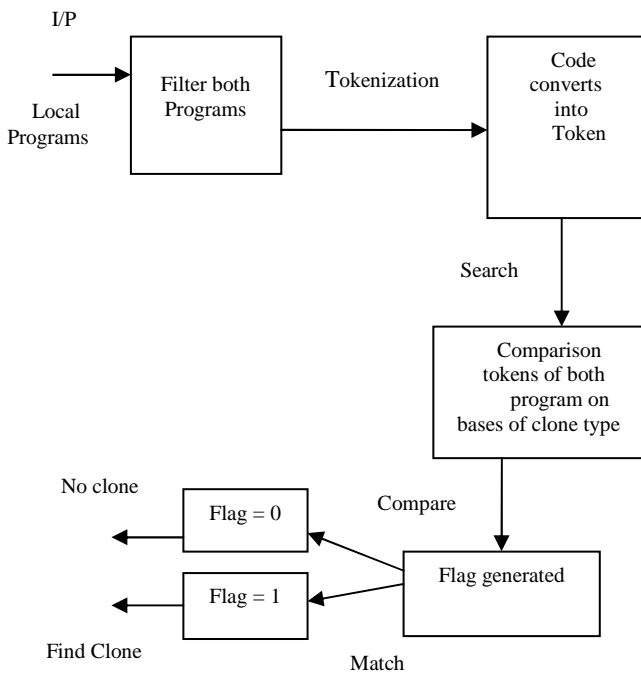 I/P
Local
Programs
Filter both
Programs
Tokenization
Code
converts
into
Token
Search
Comparison
tokens of both
program on
bases of clone type
Compare
Flag generated
No clone
Flag = 0
Flag = 1
Find Clone
Match